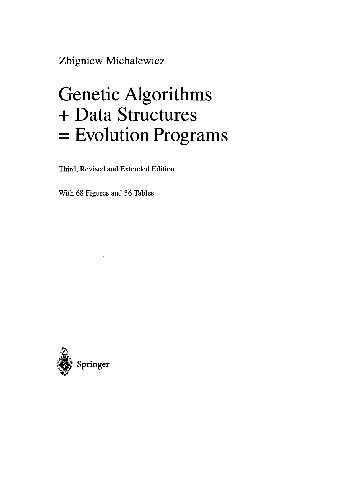 Zbigniew Michalewicz
Genetic Algorithms
+ Data Structures
= Evolution Programs
Third, Revised and Extended Edition
With 68 Figures and 36 Tables
Springer